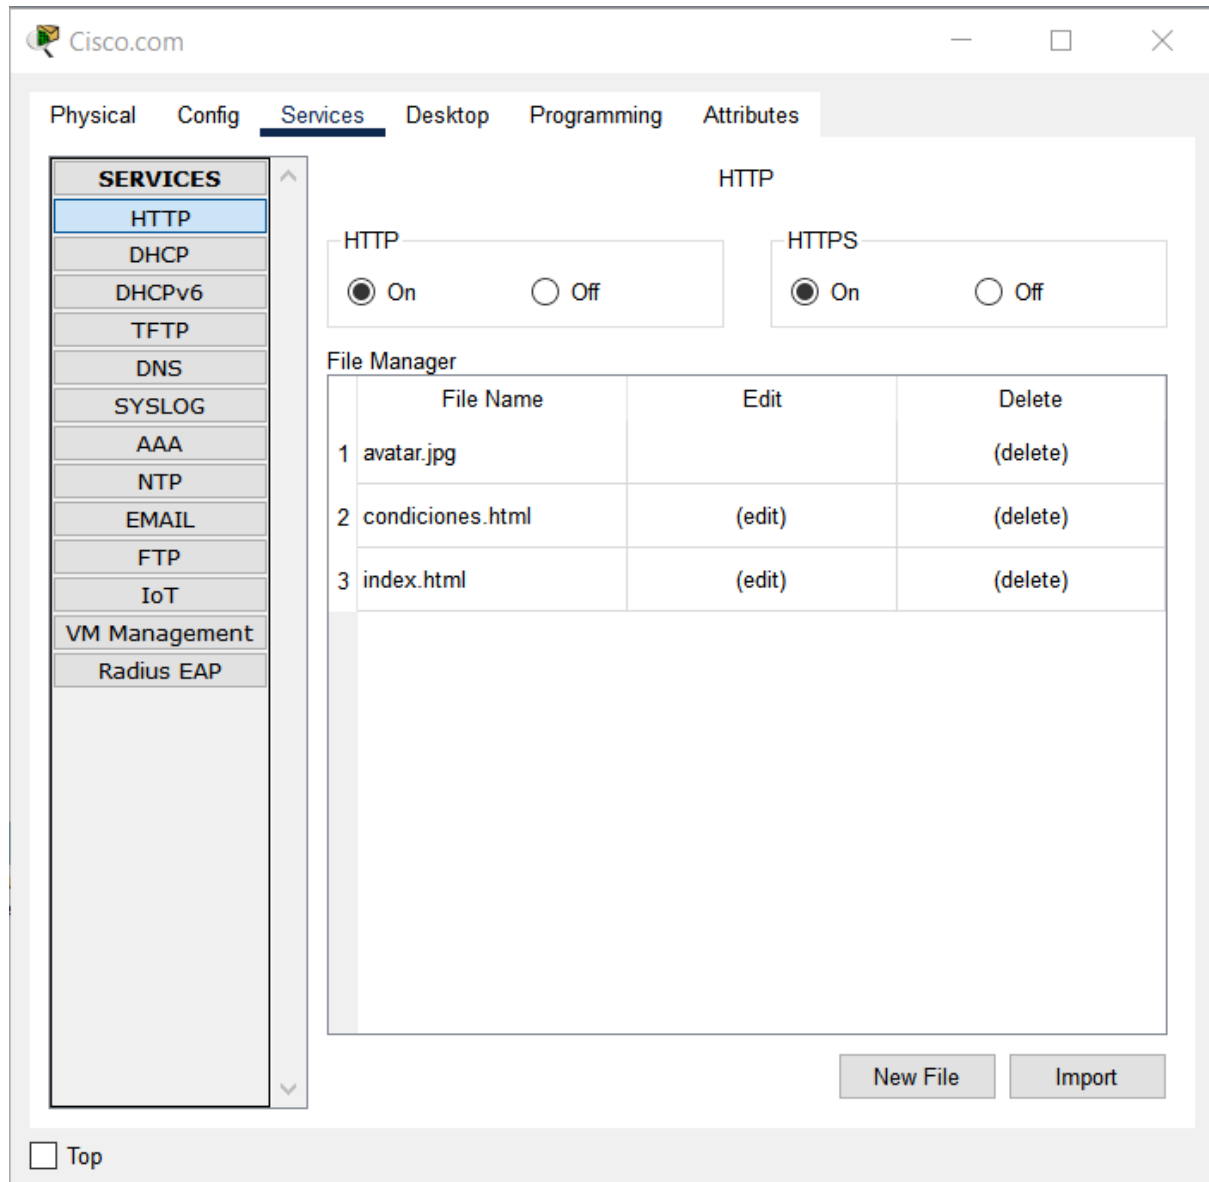 Cisco.com
Physical Config Services Desktop Programming Attributes
SERVICES
HTTP
DHCP
DHCPv6
TFTP
DNS
SYSLOG
AAA
NTP
EMAIL
FTP
IoT
VM Management
Radius EAP
HTTP
HTTP
On Off
HTTPS
On Off
File Manager
File Name Edit Delete
1 avatar.jpg (delete)
2 condiciones.html (edit) (delete)
3 index.html (edit) (delete)
New File Import
Top